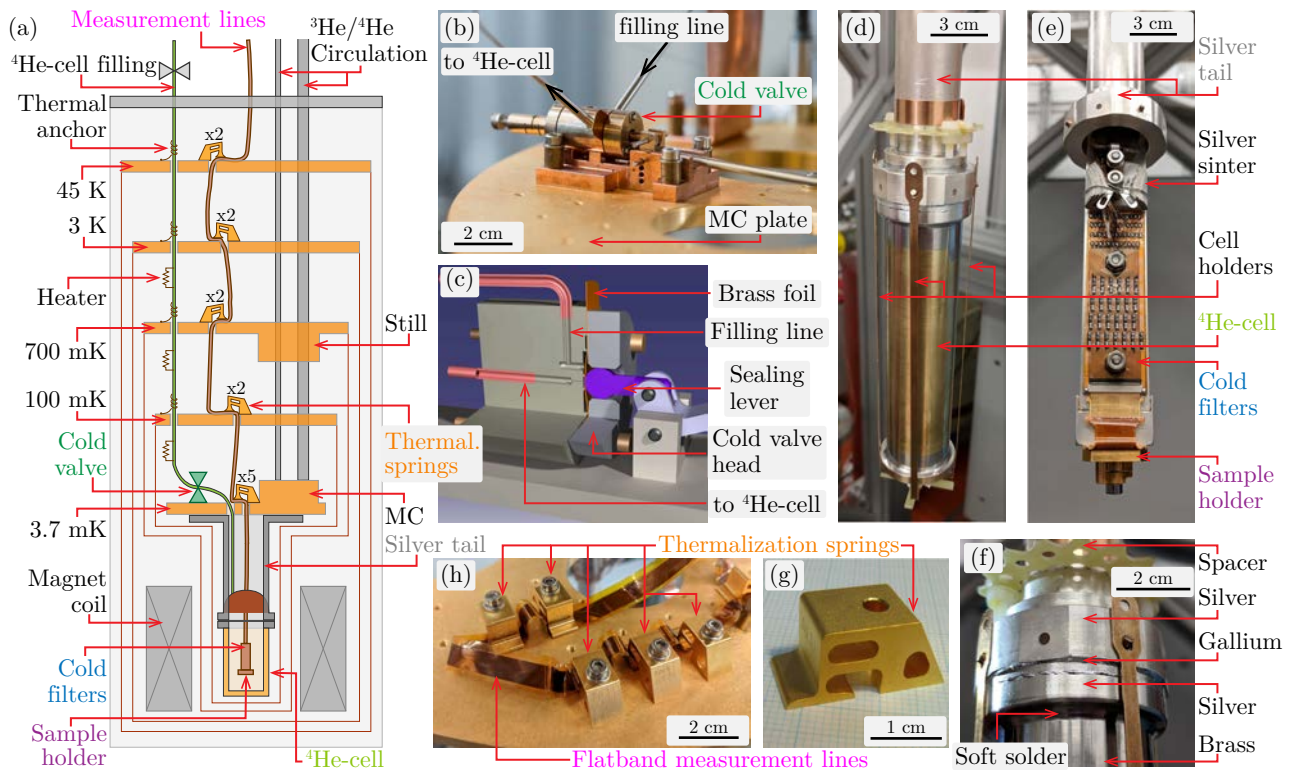 (a)
Measurement lines
³He/⁴He
Circulation
⁴He-cell filling
Thermal
anchor
x2
45 K
x2
3 K
Heater
x2
Still
700 mK
x2
100 mK
Thermal.
springs
Cold
valve
x5
MC
3.7 mK
Silver tail
Magnet
coil
Cold
filters
Sample
holder
⁴He-cell
(b)
filling line
to ⁴He-cell
Cold valve
MC plate
2 cm
(c)
Brass foil
Filling line
Sealing
lever
Cold valve
head
to ⁴He-cell
(d)
3 cm
(e)
3 cm
Silver
tail
Silver
sinter
Cell
holders
⁴He-cell
Cold
filters
Sample
holder
(h)
Thermalization springs
2 cm
Flatband measurement lines
(g)
1 cm
(f)
2 cm
Spacer
Silver
Gallium
Silver
Soft solder
Brass